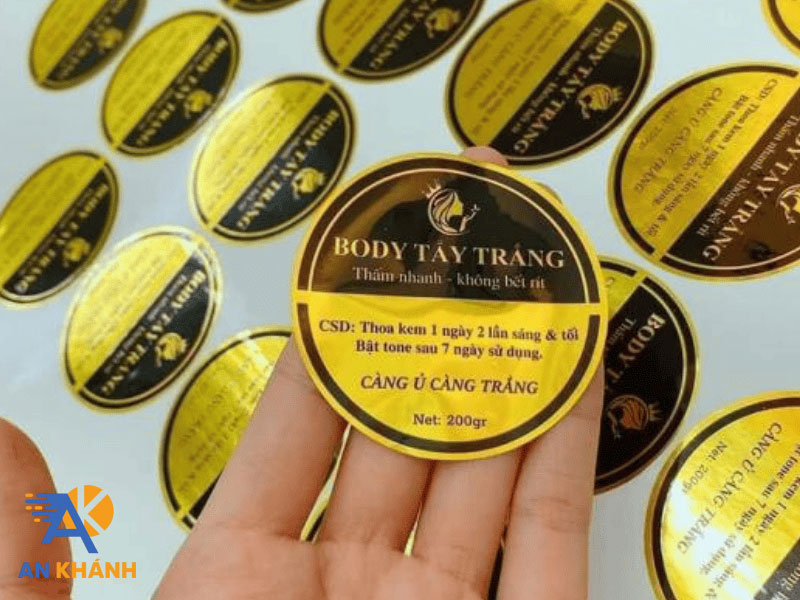 BODY TẨY TRẮNG
Thấm nhanh - không bết rít
CSD: Thoa kem 1 ngày 2 lần sáng & tối
Bật tone sau 7 ngày sử dụng.
CÀNG Ủ CÀNG TRẮNG
Net: 200gr
AN KHÁNH